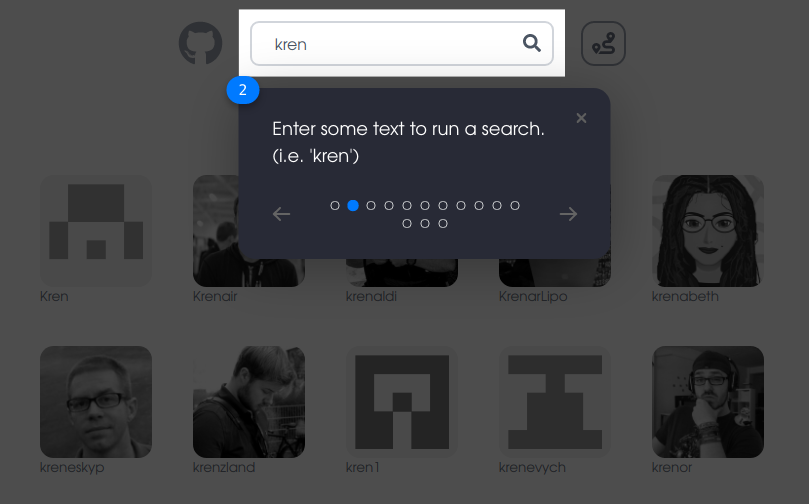 kren
2
Enter some text to run a search.
(i.e. 'kren')
Kren
Krenair
krenaldi
KrenarLipo
krenabeth
kreneskyp
krenzland
kren1
krenevych
krenor